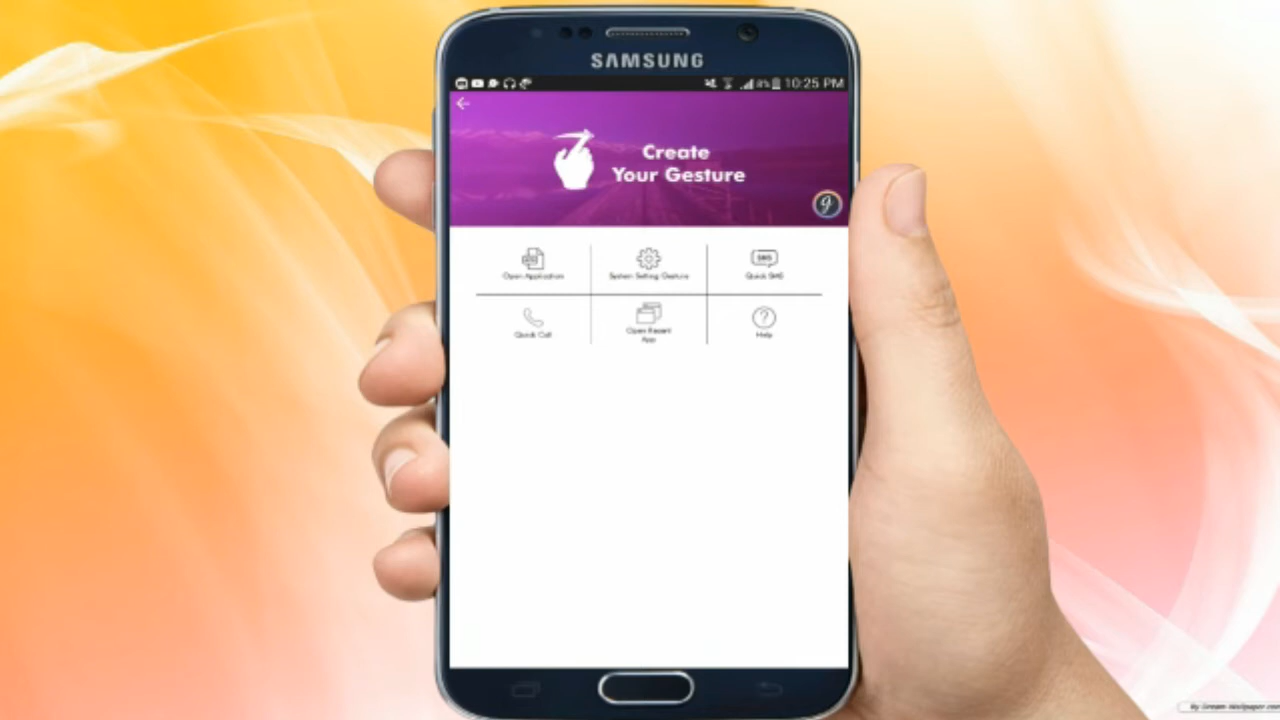 SAMSUNG
10:25 PM
Create
Your Gesture
Open Application
System Setting Gesture
SMS
Quick SMS
Quick Call
Open Recent
App
?
Help